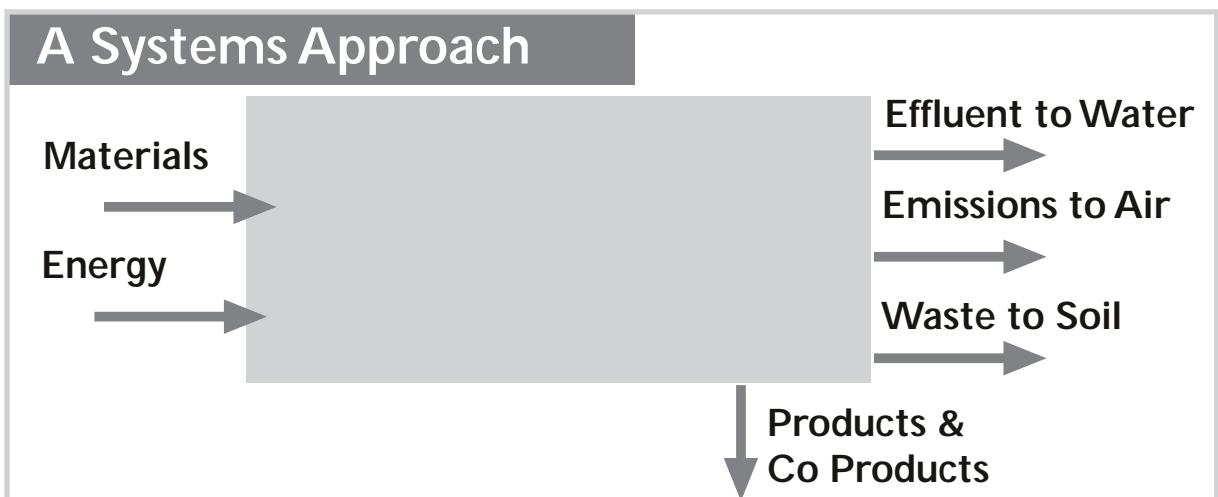 A Systems Approach
Materials
Energy
Effluent to Water
Emissions to Air
Waste to Soil
Products &
Co Products